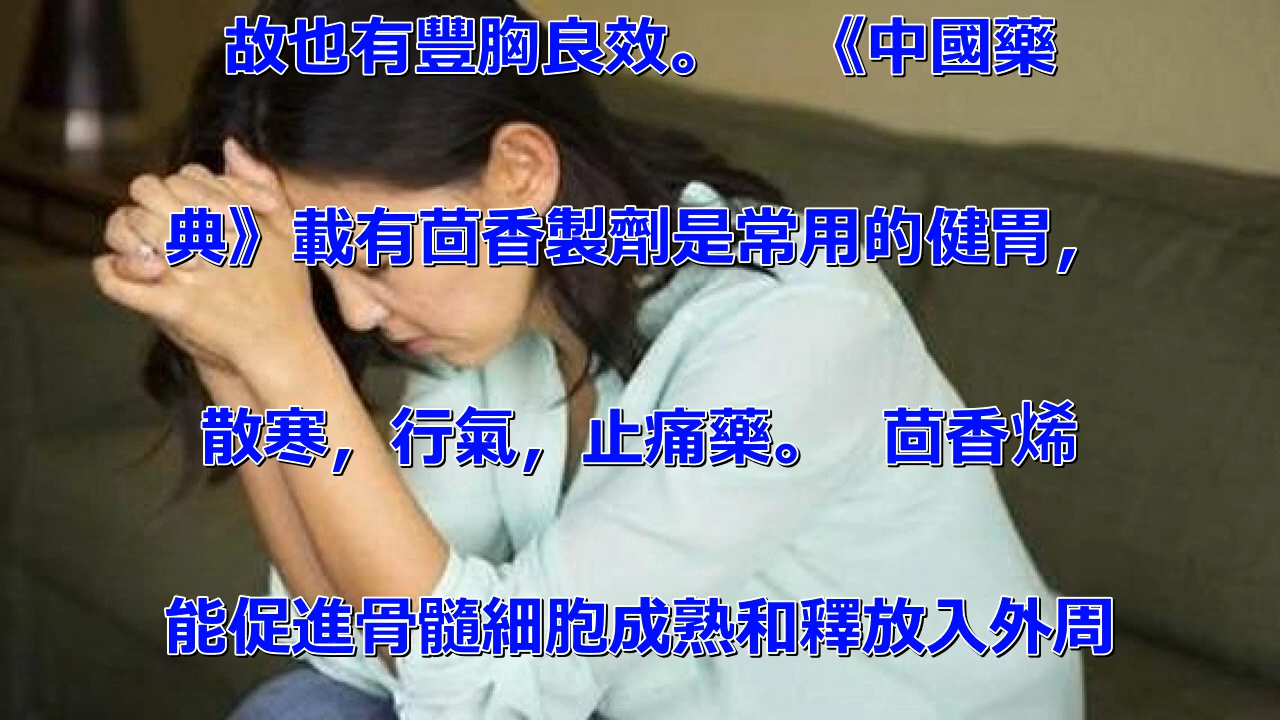 故也有豐胸良效。 《中國藥
典》載有茴香製劑是常用的健胃，
散寒，行氣，止痛藥。 茴香烯
能促進骨髓細胞成熟和釋放入外周